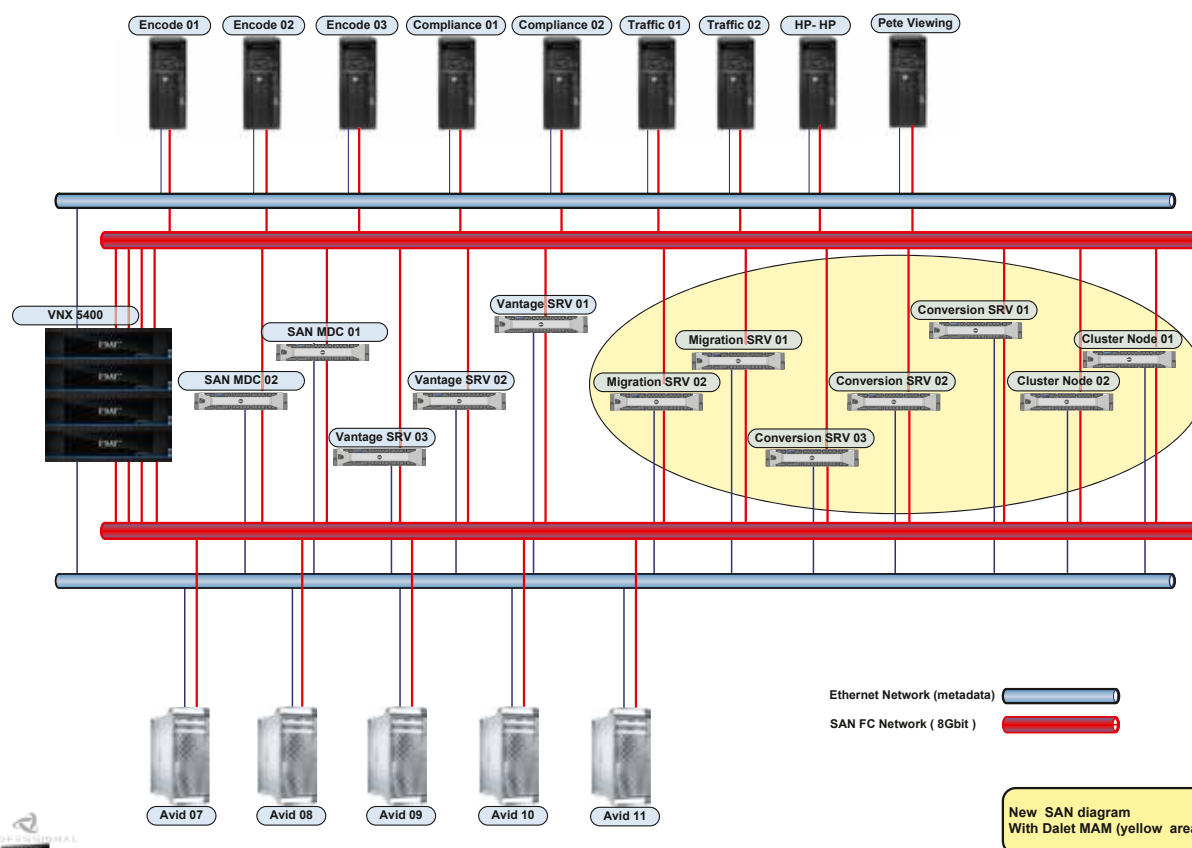 Encode 01
Encode 02
Encode 03
Compliance 01
Compliance 02
Traffic 01
Traffic 02
HP- HP
Pete Viewing
VNX 5400
SAN MDC 01
SAN MDC 02
Vantage SRV 01
Vantage SRV 02
Vantage SRV 03
Migration SRV 01
Migration SRV 02
Conversion SRV 01
Conversion SRV 02
Conversion SRV 03
Cluster Node 01
Cluster Node 02
Ethernet Network (metadata)
SAN FC Network ( 8Gbit )
Avid 07
Avid 08
Avid 09
Avid 10
Avid 11
New SAN diagram
With Dalet MAM (yellow